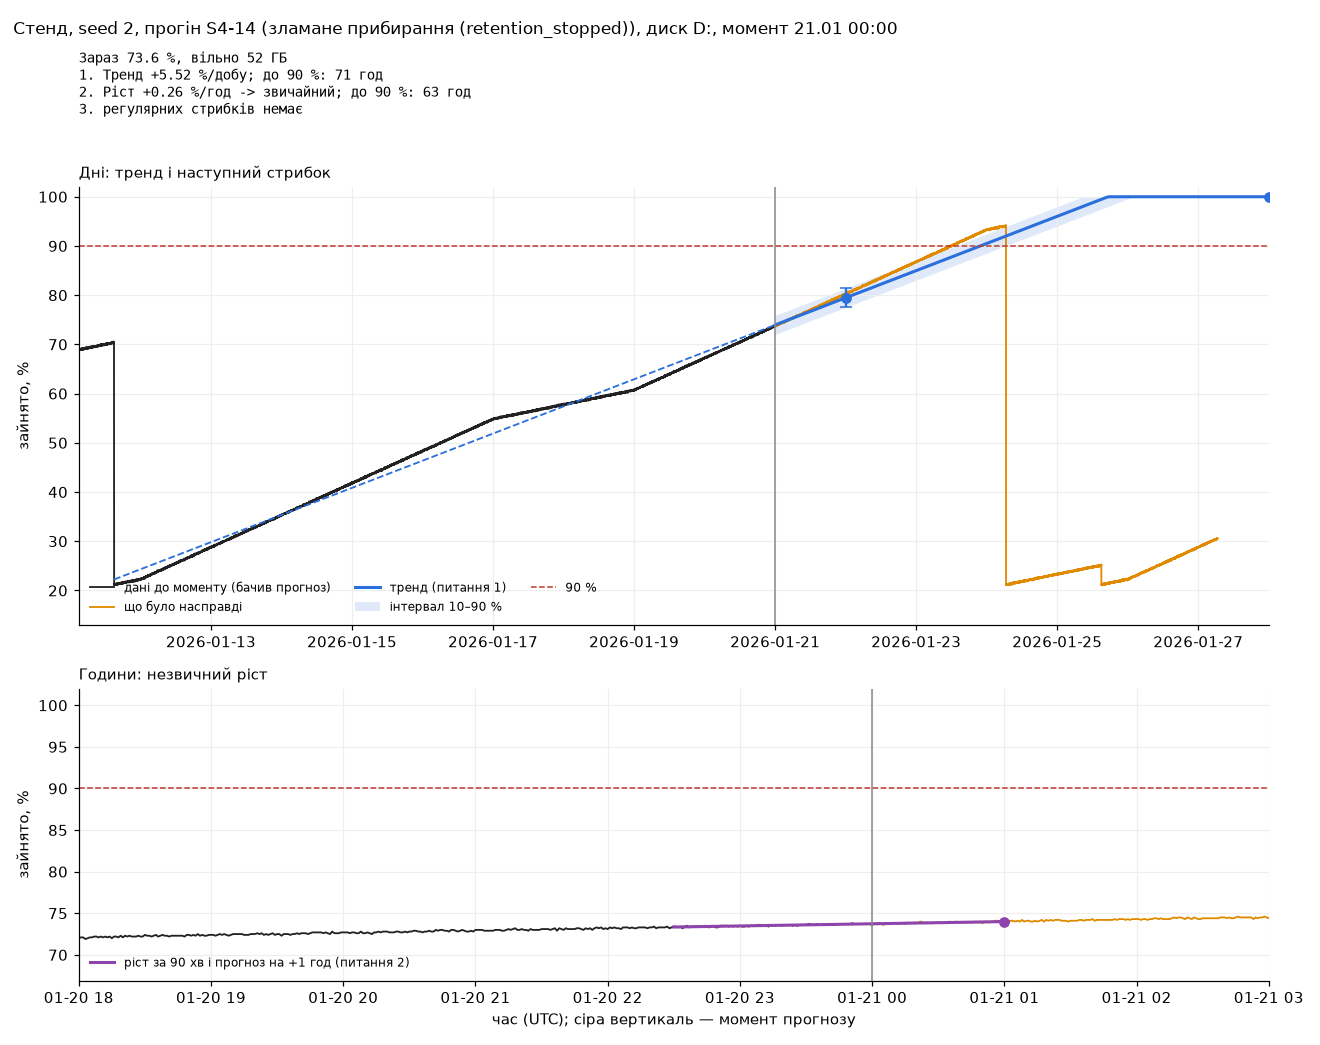 Стенд, seed 2, прогін S4-14 (зламане прибирання (retention_stopped)), диск D:, момент 21.01 00:00
Зараз 73.6 %, вільно 52 ГБ
1. Тренд +5.52 %/добу; до 90 %: 71 год
2. Ріст +0.26 %/год -> звичайний; до 90 %: 63 год
3. регулярних стрибків немає
Дні: тренд і наступний стрибок
100
90
80
70
60
50
40
30
20
зайнято, %
дані до моменту (бачив прогноз)
що було насправді
тренд (питання 1)
інтервал 10–90 %
90 %
2026-01-13 2026-01-15 2026-01-17 2026-01-19 2026-01-21 2026-01-23 2026-01-25 2026-01-27
Години: незвичний ріст
100
95
90
85
80
75
70
зайнято, %
ріст за 90 хв і прогноз на +1 год (питання 2)
01-20 18 01-20 19 01-20 20 01-20 21 01-20 22 01-20 23 01-21 00 01-21 01 01-21 02 01-21 03
час (UTC); сіра вертикаль — момент прогнозу